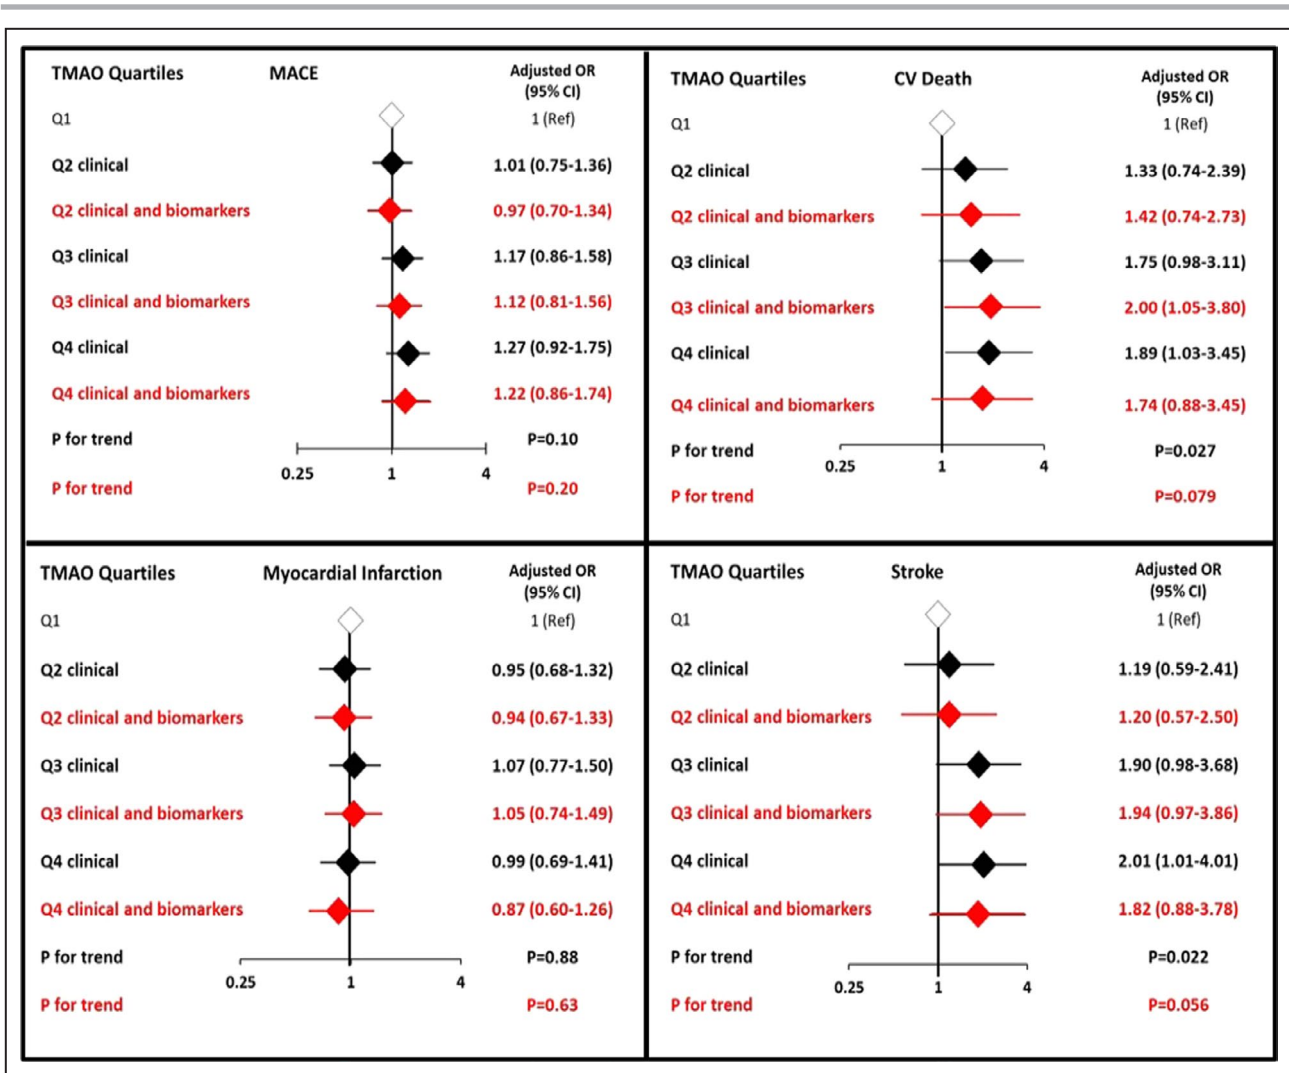 TMAO Quartiles MACE Adjusted OR
(95% CI)
Q1 1 (Ref)
Q2 clinical 1.01 (0.75-1.36)
Q2 clinical and biomarkers 0.97 (0.70-1.34)
Q3 clinical 1.17 (0.86-1.58)
Q3 clinical and biomarkers 1.12 (0.81-1.56)
Q4 clinical 1.27 (0.92-1.75)
Q4 clinical and biomarkers 1.22 (0.86-1.74)
P for trend P=0.10
0.25 1 4
P for trend P=0.20
TMAO Quartiles CV Death Adjusted OR
(95% CI)
Q1 1 (Ref)
Q2 clinical 1.33 (0.74-2.39)
Q2 clinical and biomarkers 1.42 (0.74-2.73)
Q3 clinical 1.75 (0.98-3.11)
Q3 clinical and biomarkers 2.00 (1.05-3.80)
Q4 clinical 1.89 (1.03-3.45)
Q4 clinical and biomarkers 1.74 (0.88-3.45)
P for trend P=0.027
0.25 1 4
P for trend P=0.079
TMAO Quartiles Myocardial Infarction Adjusted OR
(95% CI)
Q1 1 (Ref)
Q2 clinical 0.95 (0.68-1.32)
Q2 clinical and biomarkers 0.94 (0.67-1.33)
Q3 clinical 1.07 (0.77-1.50)
Q3 clinical and biomarkers 1.05 (0.74-1.49)
Q4 clinical 0.99 (0.69-1.41)
Q4 clinical and biomarkers 0.87 (0.60-1.26)
P for trend P=0.88
0.25 1 4
P for trend P=0.63
TMAO Quartiles Stroke Adjusted OR
(95% CI)
Q1 1 (Ref)
Q2 clinical 1.19 (0.59-2.41)
Q2 clinical and biomarkers 1.20 (0.57-2.50)
Q3 clinical 1.90 (0.98-3.68)
Q3 clinical and biomarkers 1.94 (0.97-3.86)
Q4 clinical 2.01 (1.01-4.01)
Q4 clinical and biomarkers 1.82 (0.88-3.78)
P for trend P=0.022
0.25 1 4
P for trend P=0.056